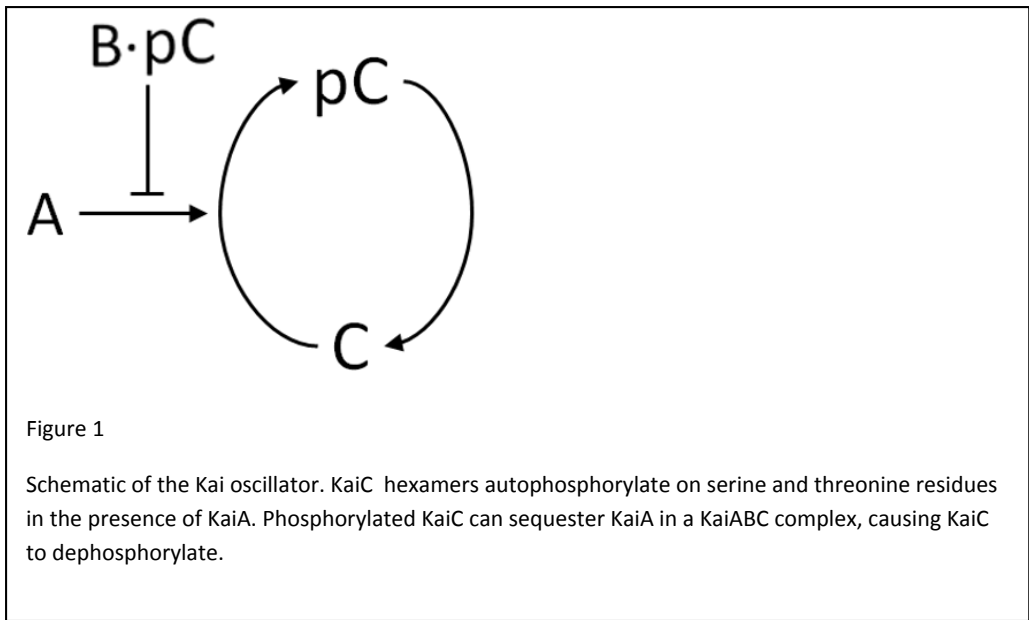 B·pC
pC
A
C
Figure 1
Schematic of the Kai oscillator. KaiC hexamers autophosphorylate on serine and threonine residues
in the presence of KaiA. Phosphorylated KaiC can sequester KaiA in a KaiABC complex, causing KaiC
to dephosphorylate.